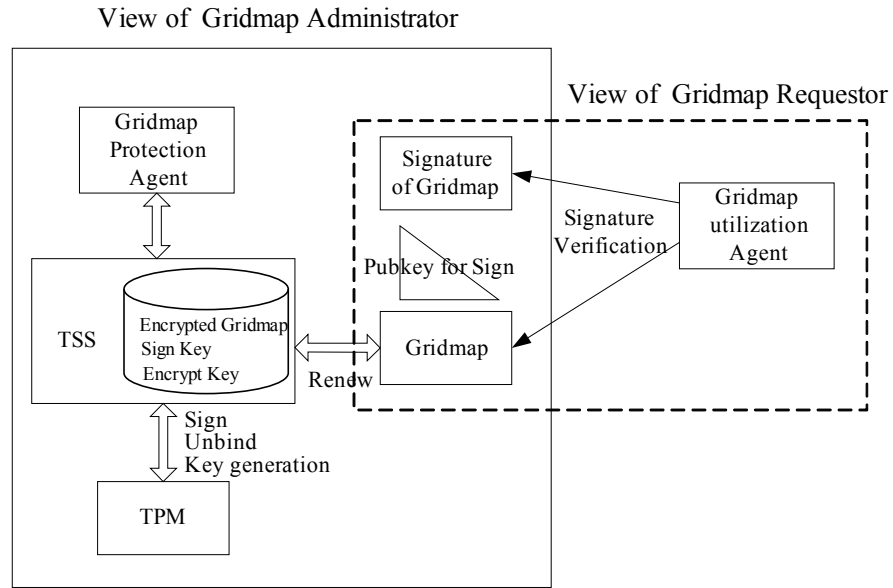 View of Gridmap Administrator
View of Gridmap Requestor
Gridmap
Protection
Agent
Signature
of Gridmap
Gridmap
utilization
Agent
Signature
Verification
Pubkey for Sign
TSS
Encrypted Gridmap
Sign Key
Encrypt Key
Gridmap
Renew
Sign
Unbind
Key generation
TPM